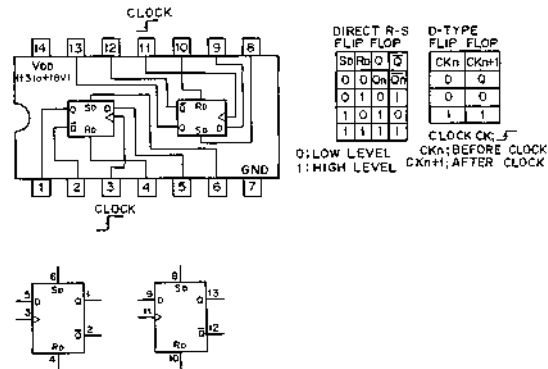 CLOCK
14 13 12 11 10 9 8
VDD
(+3 to +18V)
Q SD D
Q̅ RD
Q RD D
Q̅ SD
GND
1 2 3 4 5 6 7
CLOCK
DIRECT R-S
FLIP FLOP
SD RD Q Q̅
0 0 Qn Q̅n
0 1 0 1
1 0 1 0
1 1 1 1
D-TYPE
FLIP FLOP
CKn CKn+1
D Q
0 0
1 1
CLOCK CK;
0; LOW LEVEL
1; HIGH LEVEL
CKn; BEFORE CLOCK
CKn+1; AFTER CLOCK
6
SD
5 D Q 1
3
Q̅ 2
RD
4
8
SD
9 D Q 13
11
Q̅ 12
RD
10